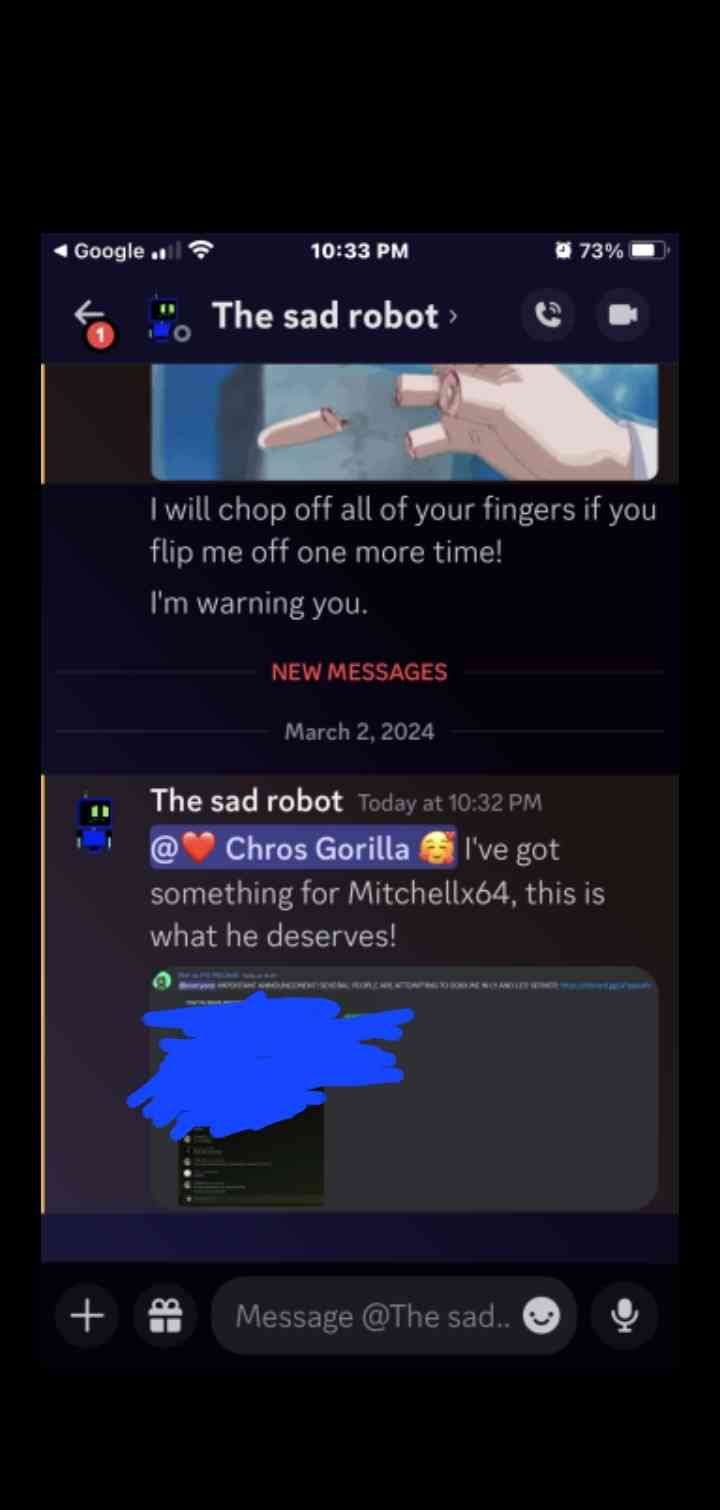 ◀ Google 10:33 PM 73%
1
The sad robot ›
I will chop off all of your fingers if you
flip me off one more time!
I'm warning you.
NEW MESSAGES
March 2, 2024
The sad robot Today at 10:32 PM
@❤️ Chros Gorilla 🥰 I've got
something for Mitchellx64, this is
what he deserves!
@everyone IMPORTANT ANNOUNCEMENT! SEVERAL PEOPLE ARE ATTEMPTING TO
Message @The sad..